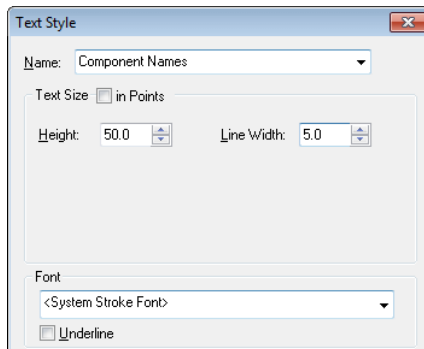 Text Style
Name: Component Names
Text Size in Points
Height: 50.0 Line Width: 5.0
Font
<System Stroke Font>
Underline